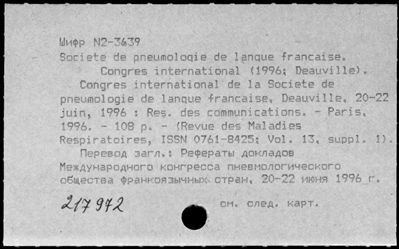 Шифр N2-3639
Societe de pneumologie de langue francaise.
Congres international (1996; Deauville).
Congres international de la Societe de
pneumologie de langue francaise, Deauville, 20-22
juin, 1996 : Res. des communications. - Paris,
1996. - 108 p. - (Revue des Maladies
Respiratoires, ISSN 0761-8425; Vol. 13, suppl. 1).
Перевод загл.: Рефераты докладов
Международного конгресса пневмологического
общества франкоязычных стран, 20-22 июня 1996 г.
217972
см. след. карт.